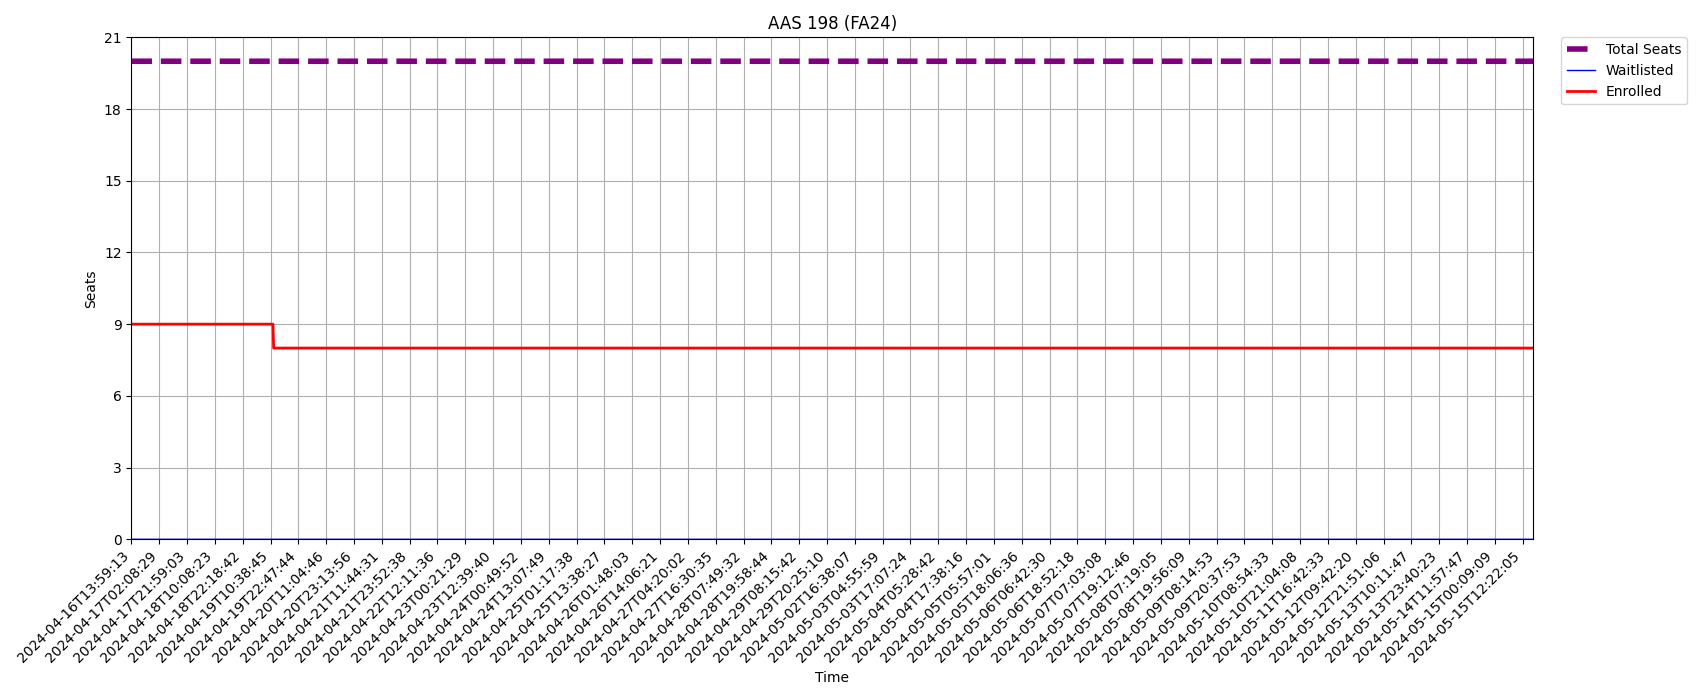 AAS 198 (FA24)
Total Seats
Waitlisted
Enrolled
21
18
15
12
9
6
3
0
Seats
2024-04-16T13:59:13
2024-04-17T02:08:29
2024-04-17T21:59:03
2024-04-18T10:08:23
2024-04-18T22:18:42
2024-04-19T10:38:45
2024-04-19T22:47:44
2024-04-20T11:04:46
2024-04-20T23:13:56
2024-04-21T11:44:31
2024-04-21T23:52:38
2024-04-22T12:11:36
2024-04-23T00:21:29
2024-04-23T12:39:40
2024-04-24T00:49:52
2024-04-24T13:07:49
2024-04-25T01:17:38
2024-04-25T13:38:27
2024-04-26T01:48:03
2024-04-26T14:06:21
2024-04-27T04:20:02
2024-04-27T16:30:35
2024-04-28T07:49:32
2024-04-28T19:58:44
2024-04-29T08:15:42
2024-04-29T20:25:10
2024-05-02T16:38:07
2024-05-03T04:55:59
2024-05-03T17:07:24
2024-05-04T05:28:42
2024-05-04T17:38:16
2024-05-05T05:57:01
2024-05-05T18:06:36
2024-05-06T06:42:30
2024-05-06T18:52:18
2024-05-07T07:03:08
2024-05-07T19:12:46
2024-05-08T07:19:05
2024-05-08T19:56:09
2024-05-09T08:14:53
2024-05-09T20:37:53
2024-05-10T08:54:33
2024-05-10T21:04:08
2024-05-11T16:42:33
2024-05-12T09:42:20
2024-05-12T21:51:06
2024-05-13T10:11:47
2024-05-13T23:40:23
2024-05-14T11:57:47
2024-05-15T00:09:09
2024-05-15T12:22:05
Time